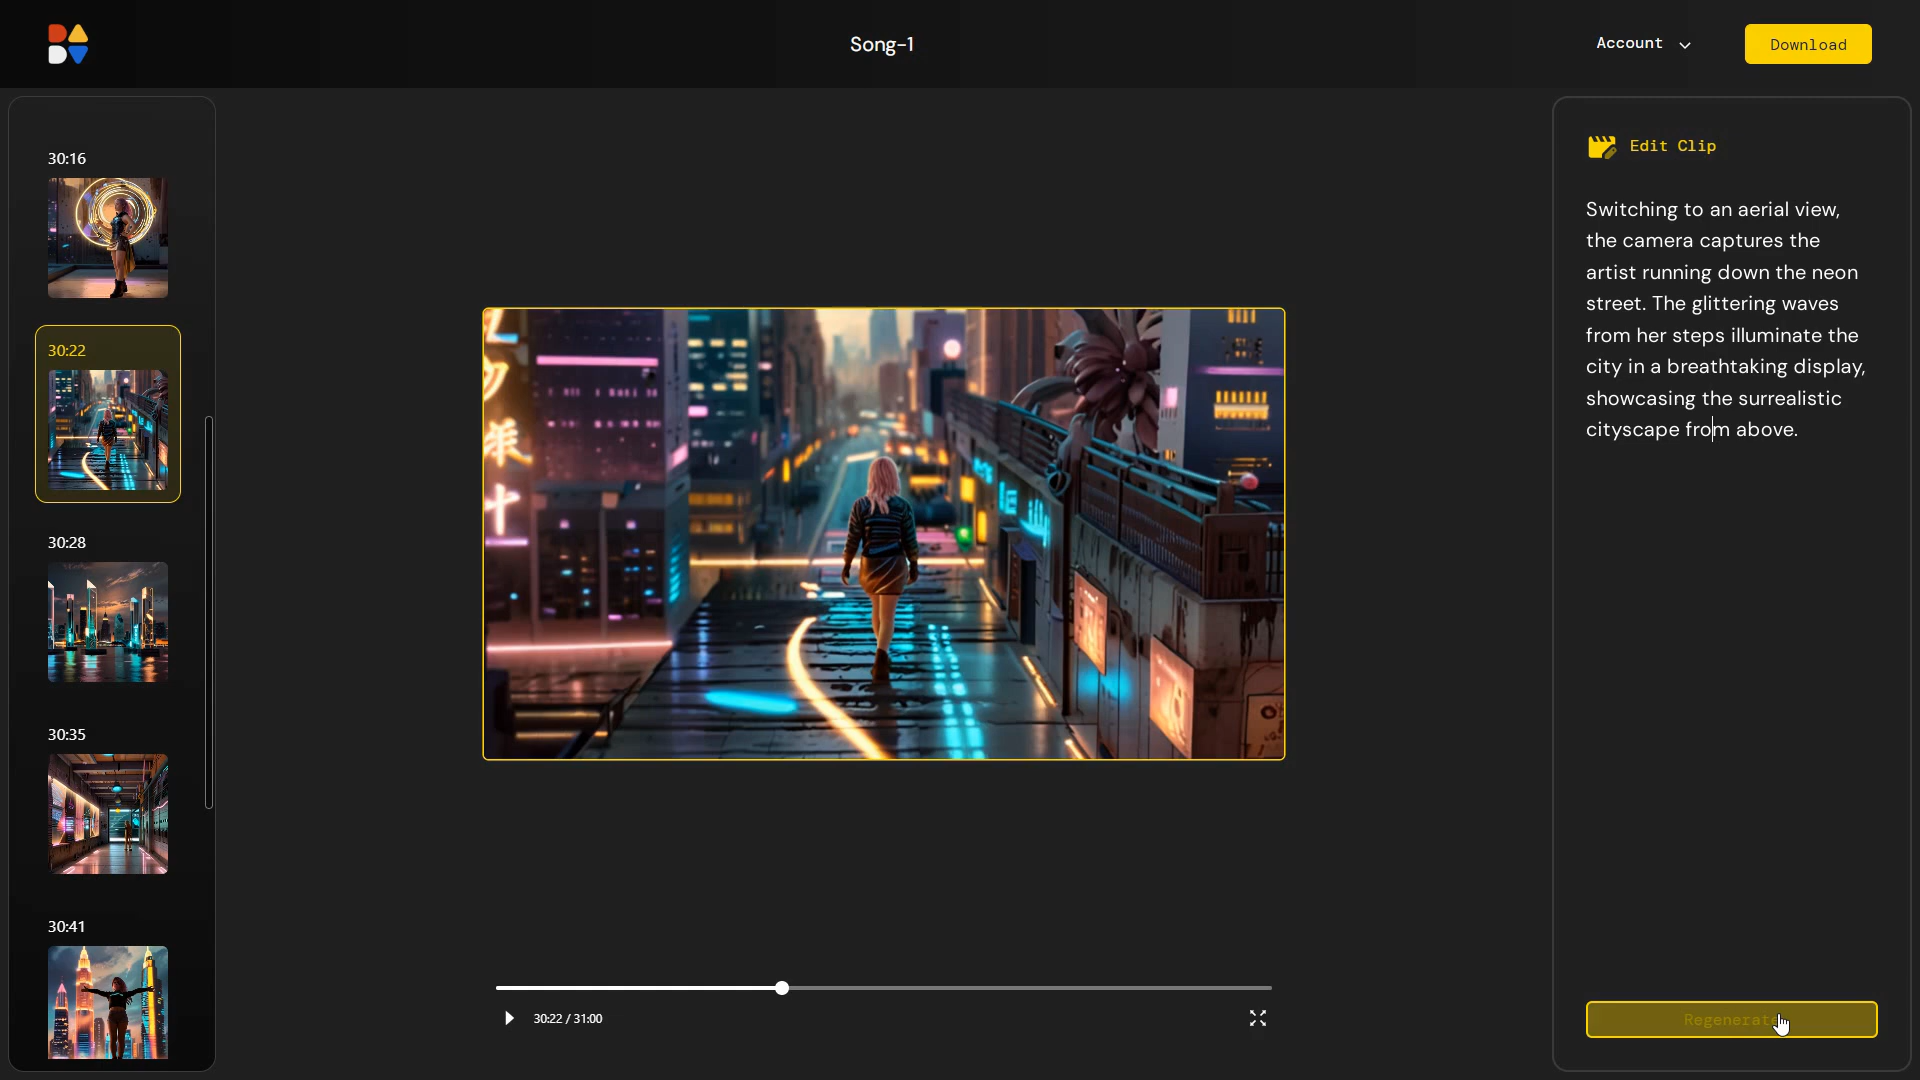 Song-1
Account
Download
30:16
30:22
30:28
30:35
30:41
Edit Clip
Switching to an aerial view,
the camera captures the
artist running down the neon
street. The glittering waves
from her steps illuminate the
city in a breathtaking display,
showcasing the surrealistic
cityscape from above.
30:22 / 31:00
Regenerate